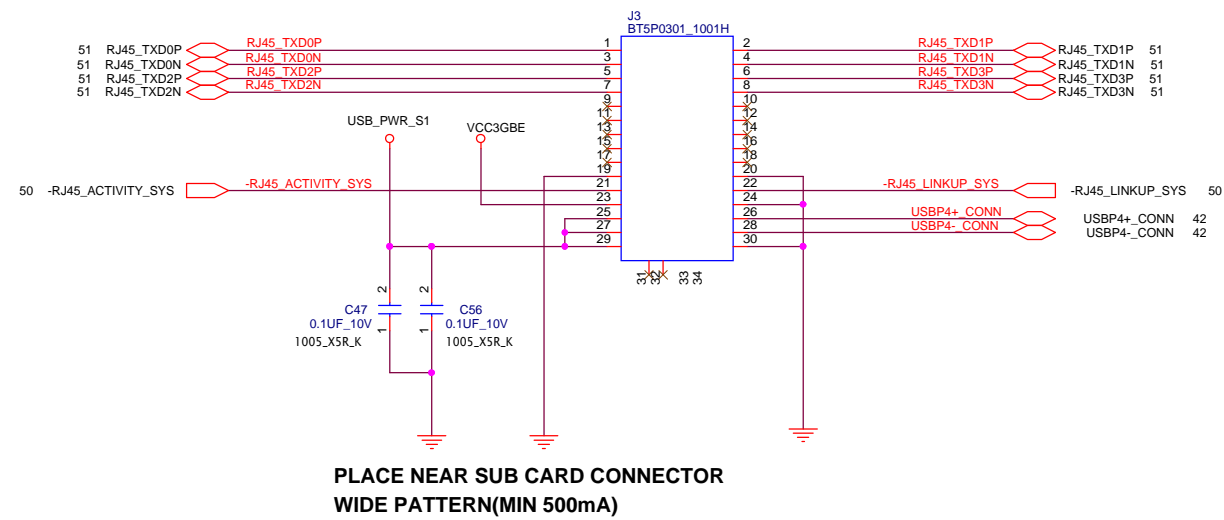 J3
BT5P0301_1001H
51 RJ45_TXD0P RJ45_TXD0P 1 2 RJ45_TXD1P RJ45_TXD1P 51
51 RJ45_TXD0N RJ45_TXD0N 3 4 RJ45_TXD1N RJ45_TXD1N 51
51 RJ45_TXD2P RJ45_TXD2P 5 6 RJ45_TXD3P RJ45_TXD3P 51
51 RJ45_TXD2N RJ45_TXD2N 7 8 RJ45_TXD3N RJ45_TXD3N 51
9 10
11 12
USB_PWR_S1 VCC3GBE 13 14
15 16
17 18
19 20
50 -RJ45_ACTIVITY_SYS -RJ45_ACTIVITY_SYS 21 22 -RJ45_LINKUP_SYS -RJ45_LINKUP_SYS 50
23 24
25 26 USBP4+_CONN USBP4+_CONN 42
27 28 USBP4-_CONN USBP4-_CONN 42
29 30
31 32 33 34
2 2
C47 C56
0.1UF_10V 0.1UF_10V
1 1
1005_X5R_K 1005_X5R_K
PLACE NEAR SUB CARD CONNECTOR
WIDE PATTERN(MIN 500mA)